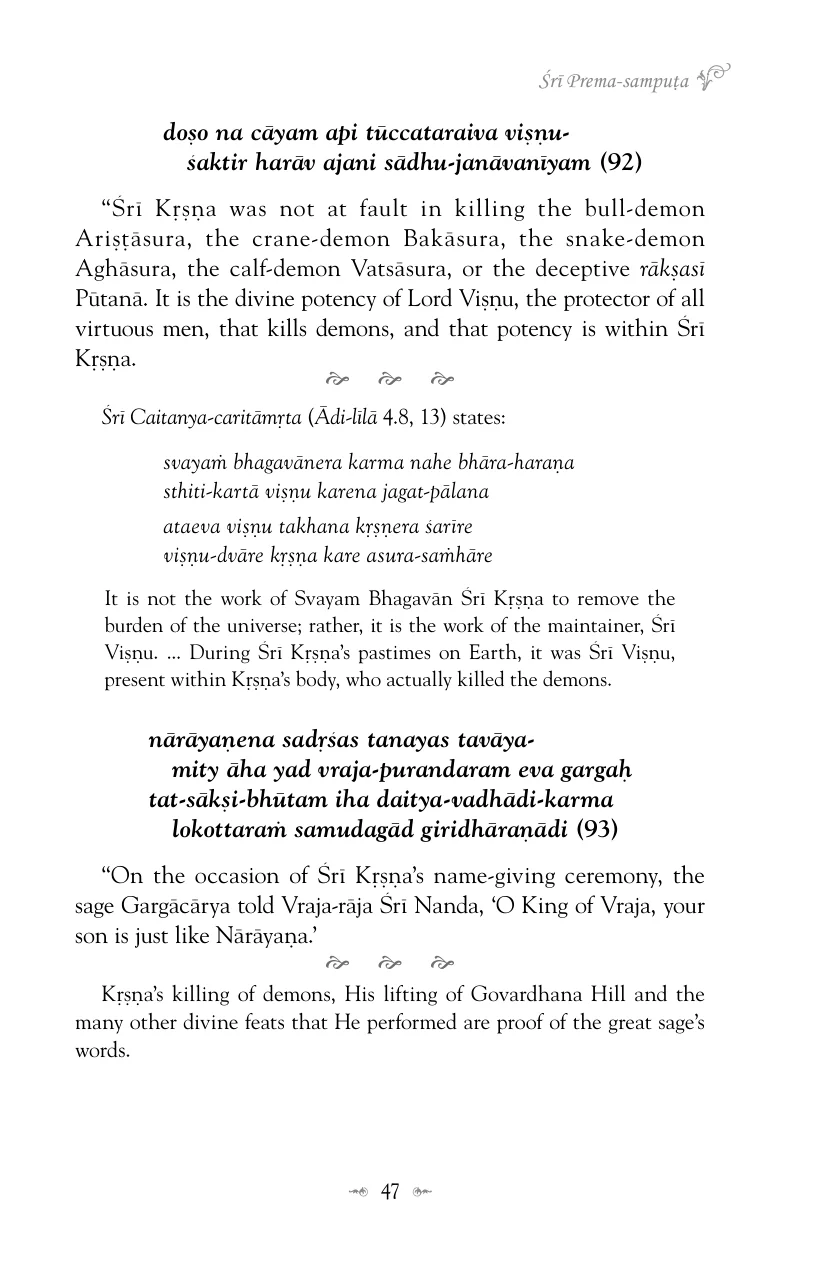 Śrī Prema-sampuṭa
doṣo na cāyam api tūccataraiva viṣṇu-
śaktir harāv ajani sādhu-janāvanīyam (92)
“Śrī Kṛṣṇa was not at fault in killing the bull-demon
Ariṣṭāsura, the crane-demon Bakāsura, the snake-demon
Aghāsura, the calf-demon Vatsāsura, or the deceptive rākṣasī
Pūtanā. It is the divine potency of Lord Viṣṇu, the protector of all
virtuous men, that kills demons, and that potency is within Śrī
Kṛṣṇa.
Śrī Caitanya-caritāmṛta (Ādi-līlā 4.8, 13) states:
svayaṁ bhagavānera karma nahe bhāra-haraṇa
sthiti-kartā viṣṇu karena jagat-pālana
ataeva viṣṇu takhana kṛṣṇera śarīre
viṣṇu-dvāre kṛṣṇa kare asura-saṁhāre
It is not the work of Svayam Bhagavān Śrī Kṛṣṇa to remove the
burden of the universe; rather, it is the work of the maintainer, Śrī
Viṣṇu. ... During Śrī Kṛṣṇa’s pastimes on Earth, it was Śrī Viṣṇu,
present within Kṛṣṇa’s body, who actually killed the demons.
nārāyaṇena sadṛśas tanayas tavāya-
mity āha yad vraja-purandaram eva gargaḥ
tat-sākṣi-bhūtam iha daitya-vadhādi-karma
lokottaraṁ samudagād giridhāraṇādi (93)
“On the occasion of Śrī Kṛṣṇa’s name-giving ceremony, the
sage Gargācārya told Vraja-rāja Śrī Nanda, ‘O King of Vraja, your
son is just like Nārāyaṇa.’
Kṛṣṇa’s killing of demons, His lifting of Govardhana Hill and the
many other divine feats that He performed are proof of the great sage’s
words.
47